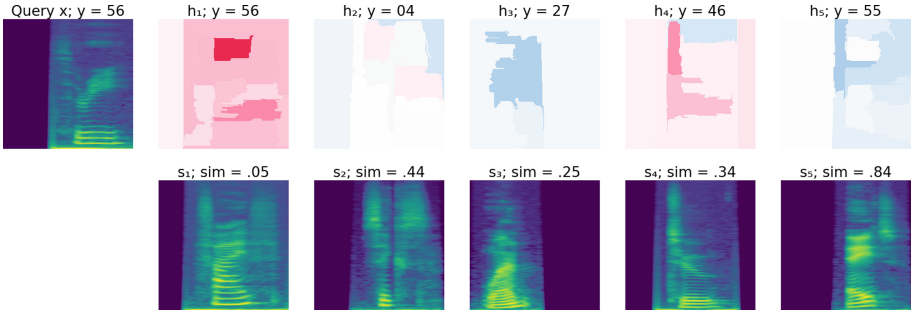 Query x; y = 56 h₁; y = 56 h₂; y = 04 h₃; y = 27 h₄; y = 46 h₅; y = 55
s₁; sim = .05 s₂; sim = .44 s₃; sim = .25 s₄; sim = .34 s₅; sim = .84